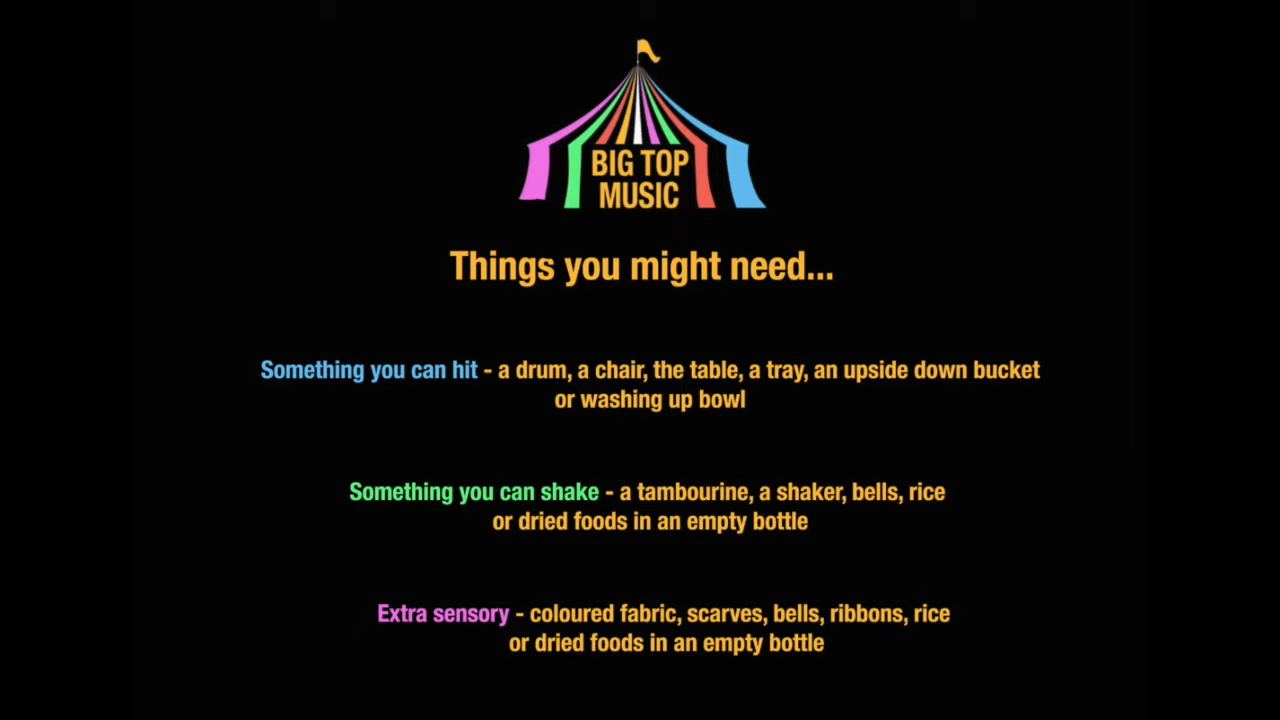 BIG TOP
MUSIC
Things you might need...
Something you can hit - a drum, a chair, the table, a tray, an upside down bucket
or washing up bowl
Something you can shake - a tambourine, a shaker, bells, rice
or dried foods in an empty bottle
Extra sensory - coloured fabric, scarves, bells, ribbons, rice
or dried foods in an empty bottle